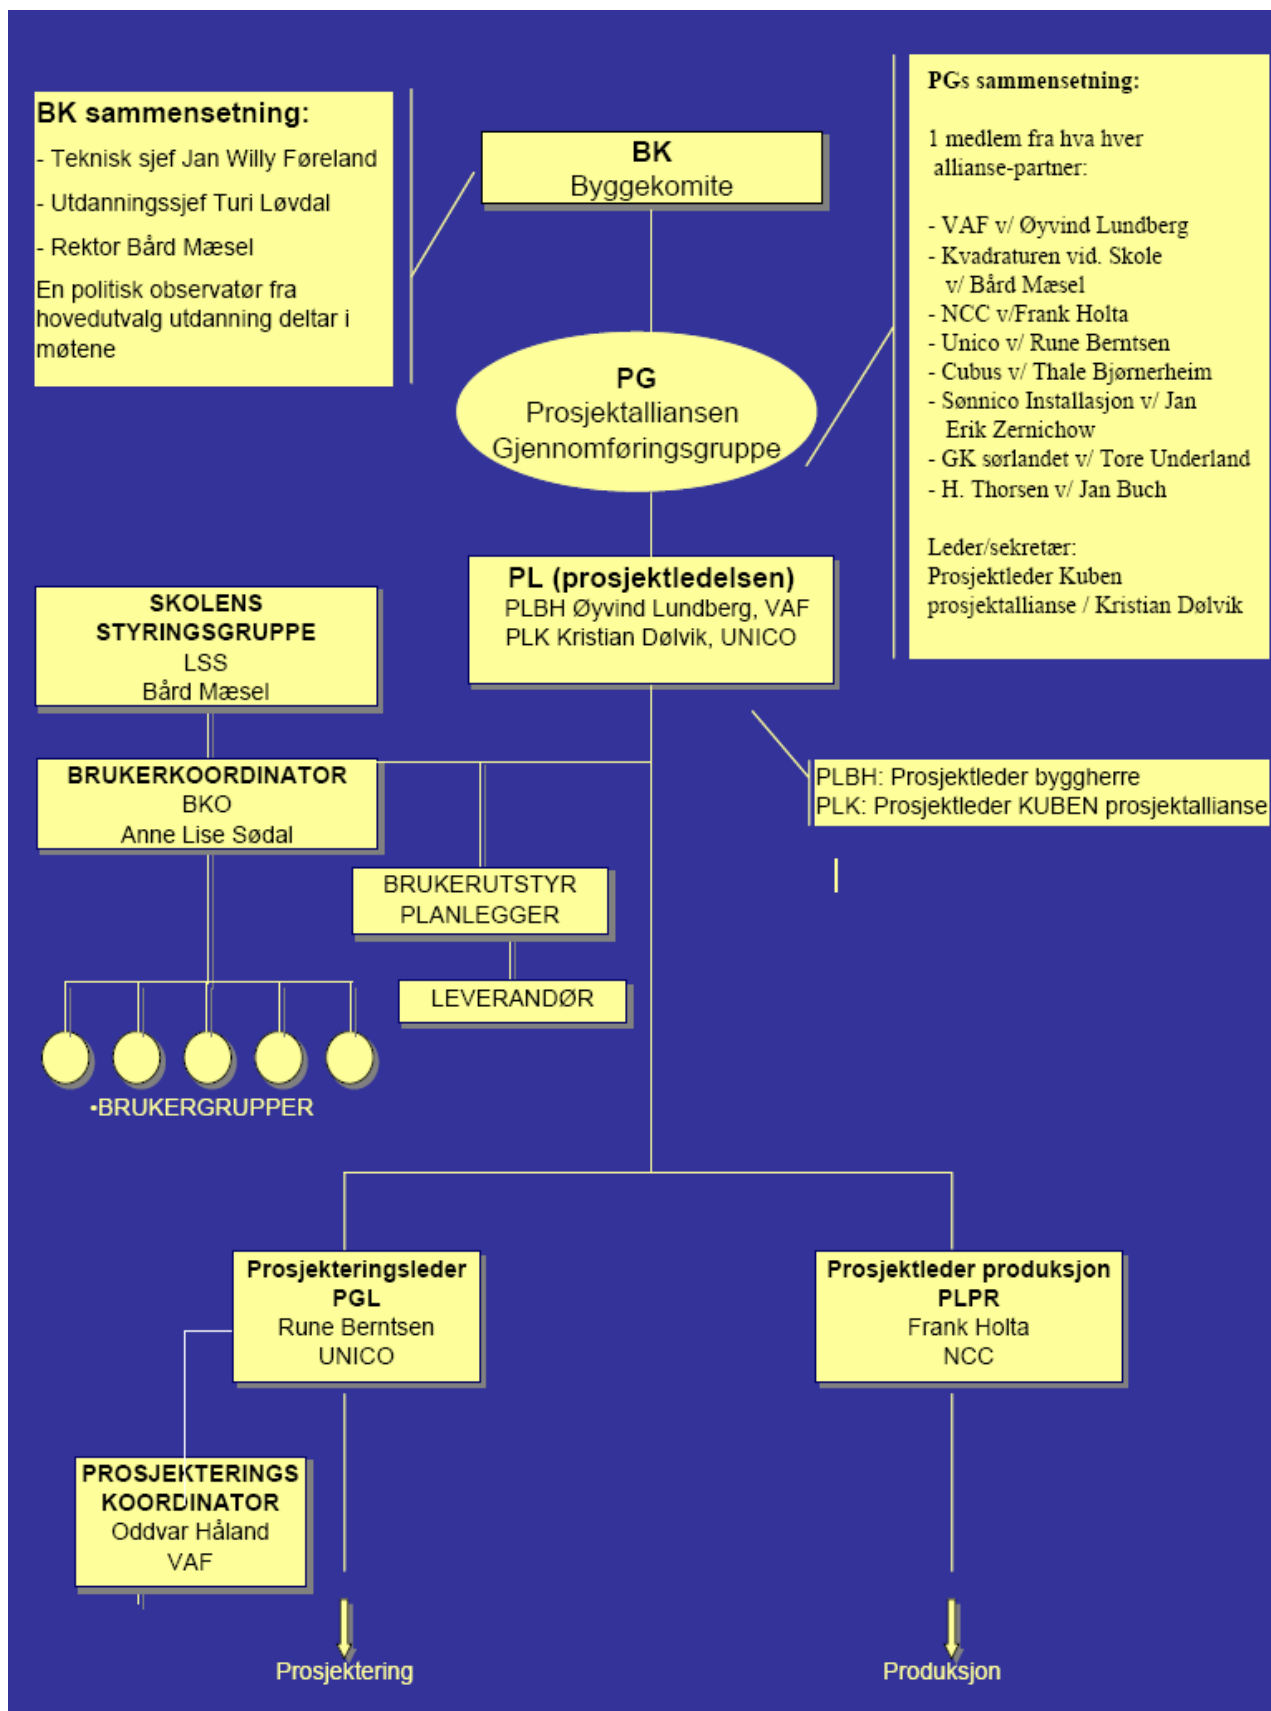 BK sammensetning:
- Teknisk sjef Jan Willy Føreland
- Utdanningssjef Turi Løvdal
- Rektor Bård Mæsel
En politisk observatør fra
hovedutvalg utdanning deltar i
møtene
BK
Byggekomite
PGs sammensetning:
1 medlem fra hva hver
allianse-partner:
- VAF v/ Øyvind Lundberg
- Kvadraturen vid. Skole
v/ Bård Mæsel
- NCC v/Frank Holta
- Unico v/ Rune Berntsen
- Cubus v/ Thale Bjørnerheim
- Sønnico Installasjon v/ Jan
Erik Zernichow
- GK sørlandet v/ Tore Underland
- H. Thorsen v/ Jan Buch
Leder/sekretær:
Prosjektleder Kuben
prosjektallianse / Kristian Dølvik
PG
Prosjektalliansen
Gjennomføringsgruppe
PL (prosjektledelsen)
PLBH Øyvind Lundberg, VAF
PLK Kristian Dølvik, UNICO
SKOLENS
STYRINGSGRUPPE
LSS
Bård Mæsel
BRUKERKOORDINATOR
BKO
Anne Lise Sødal
PLBH: Prosjektleder byggherre
PLK: Prosjektleder KUBEN prosjektallianse
BRUKERUTSTYR
PLANLEGGER
LEVERANDØR
•BRUKERGRUPPER
Prosjekteringsleder
PGL
Rune Berntsen
UNICO
Prosjektleder produksjon
PLPR
Frank Holta
NCC
PROSJEKTERINGS
KOORDINATOR
Oddvar Håland
VAF
Prosjektering
Produksjon